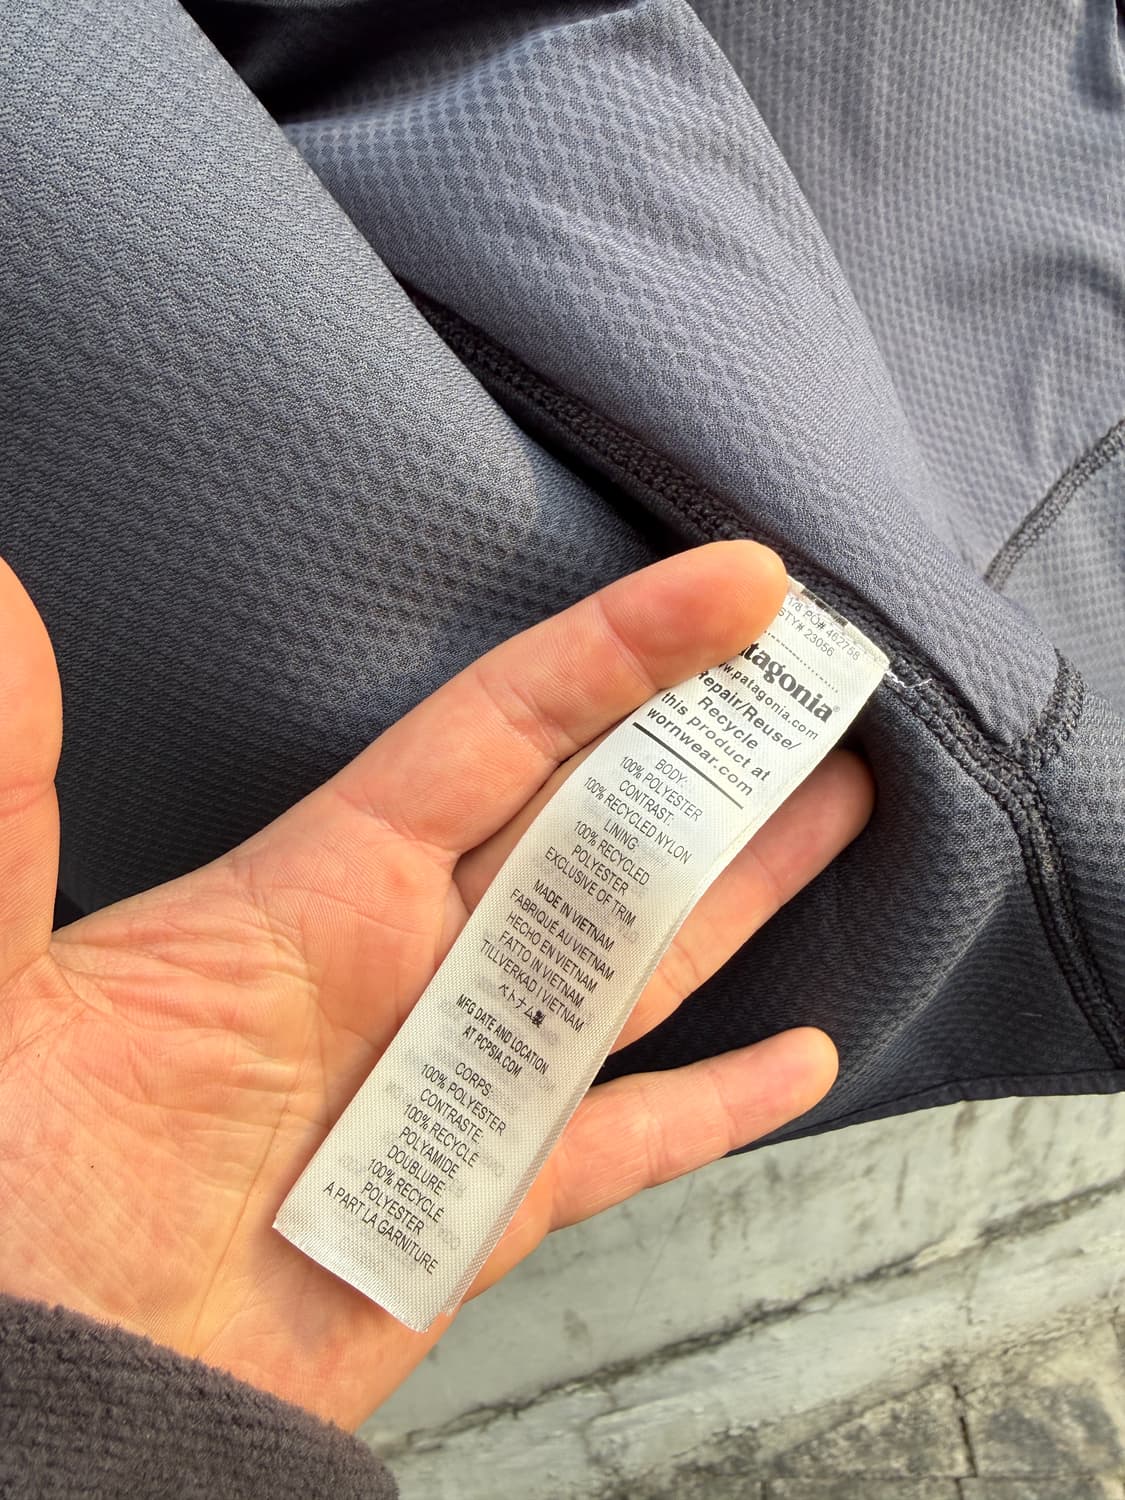 178 PO# 462758
STY# 23056
tagonia®
w.patagonia.com
Repair/Reuse/
Recycle
this product at
wornwear.com
BODY:
100% POLYESTER
CONTRAST:
100% RECYCLED NYLON
LINING
100% RECYCLED
POLYESTER
EXCLUSIVE OF TRIM
MADE IN VIETNAM
FABRIQUÉ AU VIETNAM
HECHO EN VIETNAM
FATTO IN VIETNAM
TILLVERKAD I VIETNAM
ベトナム製
MFG DATE AND LOCATION
AT PCPSIA.COM
CORPS:
100% POLYESTER
CONTRASTE:
100% RECYCLÉ
POLYAMIDE
DOUBLURE:
100% RECYCLÉ
POLYESTER
A PART LA GARNITURE